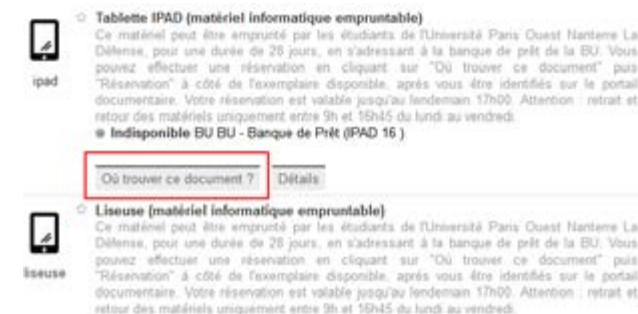 Tablette IPAD (matériel informatique empruntable)
Ce matériel peut être emprunté par les étudiants de l'Université Paris Ouest Nanterre La
Défense, pour une durée de 28 jours, en s'adressant à la banque de prêt de la BU. Vous
pouvez effectuer une réservation en cliquant sur "Où trouver ce document" puis
"Réservation" à côté de l'exemplaire disponible, après vous être identifiés sur le portail
documentaire. Votre réservation est valable jusqu'au lendemain 17h00. Attention : retrait et
retour des matériels uniquement entre 9h et 16h45 du lundi au vendredi.
ipad
Indisponible BU BU - Banque de Prêt (IPAD 16 )
Où trouver ce document ? Détails
Liseuse (matériel informatique empruntable)
Ce matériel peut être emprunté par les étudiants de l'Université Paris Ouest Nanterre La
Défense, pour une durée de 28 jours, en s'adressant à la banque de prêt de la BU. Vous
pouvez effectuer une réservation en cliquant sur "Où trouver ce document" puis
"Réservation" à côté de l'exemplaire disponible, après vous être identifiés sur le portail
documentaire. Votre réservation est valable jusqu'au lendemain 17h00. Attention : retrait et
retour des matériels uniquement entre 9h et 16h45 du lundi au vendredi.
liseuse